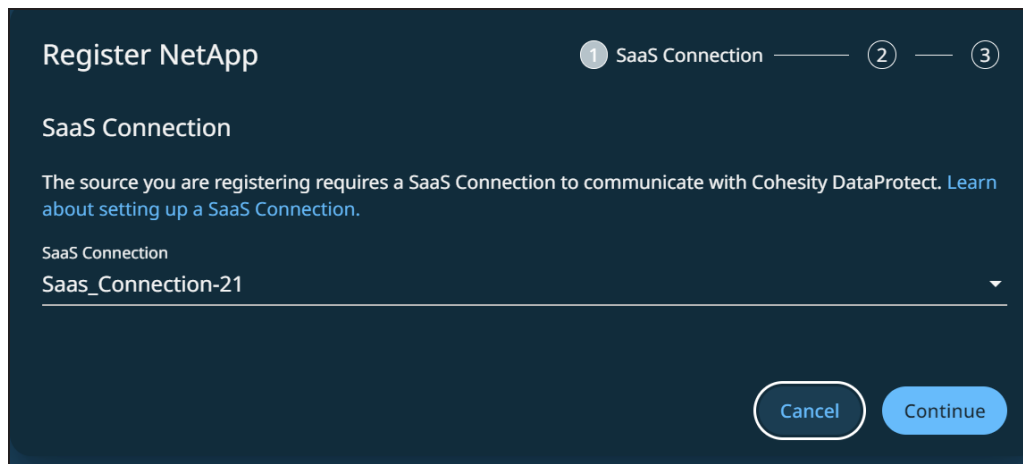 Register NetApp
1 SaaS Connection 2 3
SaaS Connection
The source you are registering requires a SaaS Connection to communicate with Cohesity DataProtect. Learn
about setting up a SaaS Connection.
SaaS Connection
Saas_Connection-21
Cancel Continue